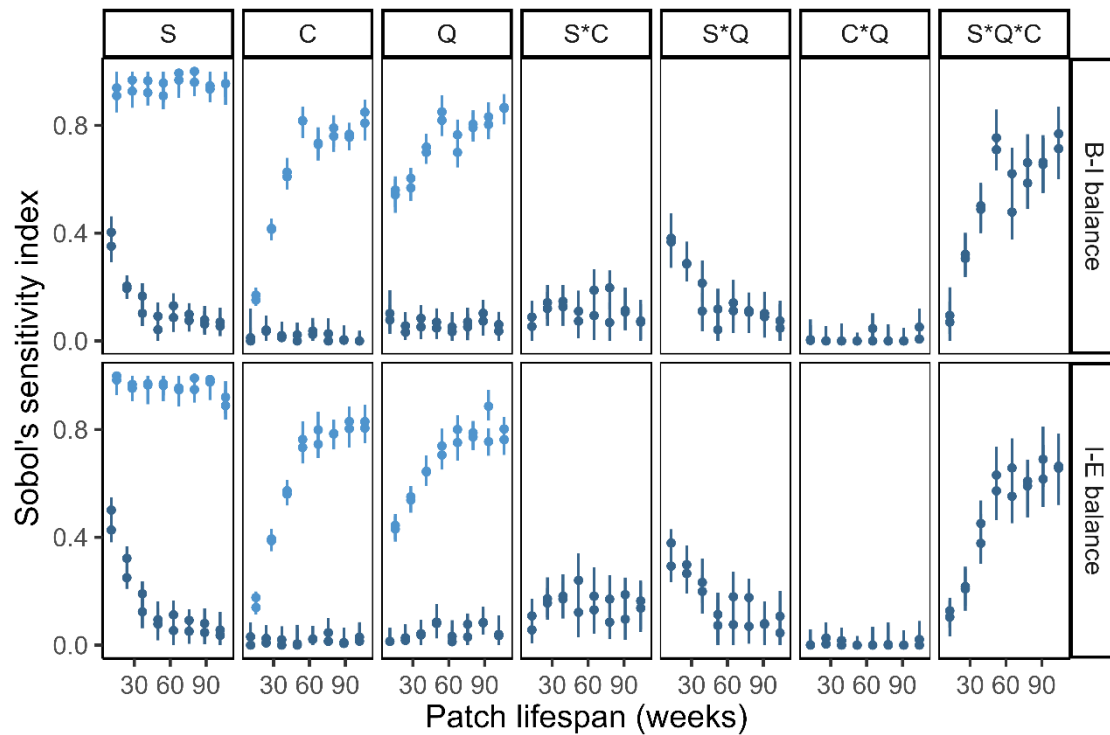 S C Q S*C S*Q C*Q S*Q*C
Sobol's sensitivity index
0.8
0.4
0.0
B-I balance
0.8
0.4
0.0
I-E balance
30 60 90 30 60 90 30 60 90 30 60 90 30 60 90 30 60 90 30 60 90
Patch lifespan (weeks)